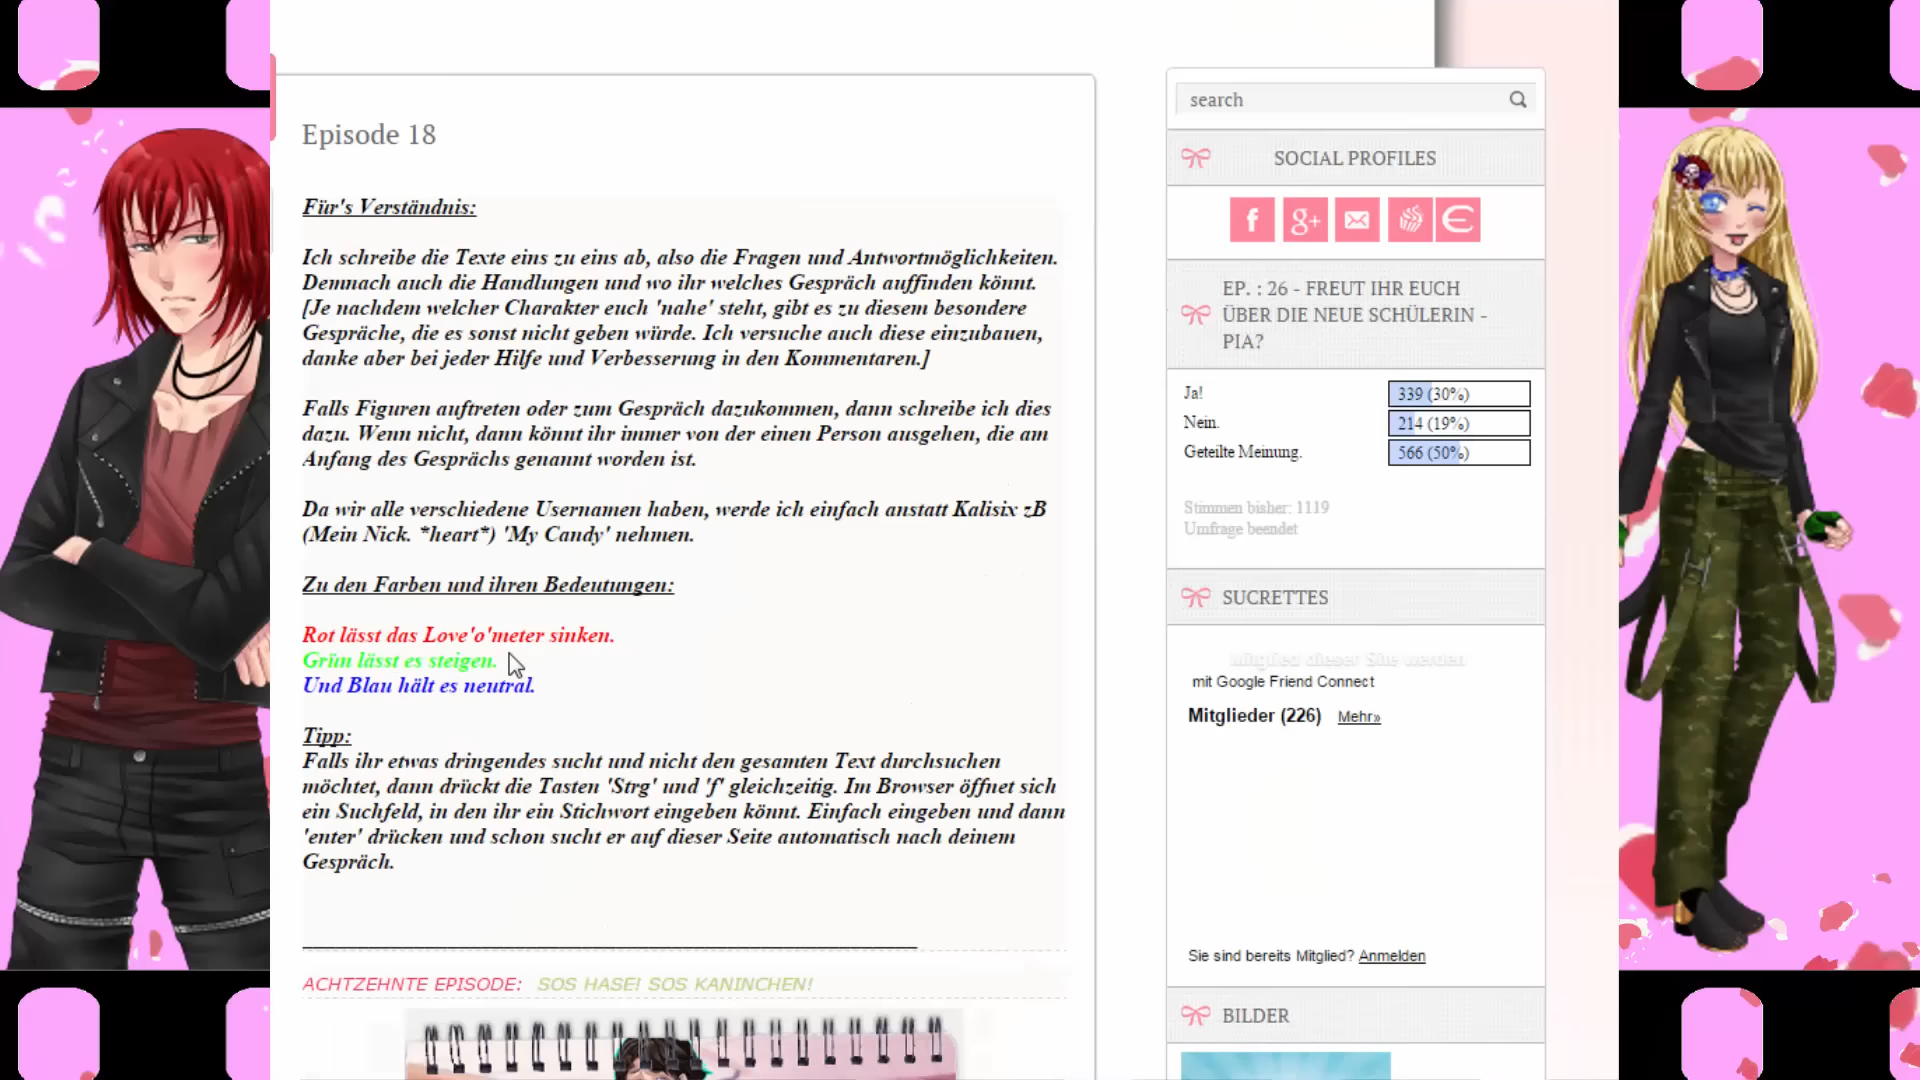 Episode 18
Für's Verständnis:
Ich schreibe die Texte eins zu eins ab, also die Fragen und Antwortmöglichkeiten.
Demnach auch die Handlungen und wo ihr welches Gespräch auffinden könnt.
[Je nachdem welcher Charakter euch 'nahe' steht, gibt es zu diesem besondere
Gespräche, die es sonst nicht geben würde. Ich versuche auch diese einzubauen,
danke aber bei jeder Hilfe und Verbesserung in den Kommentaren.]
Falls Figuren auftreten oder zum Gespräch dazukommen, dann schreibe ich dies
dazu. Wenn nicht, dann könnt ihr immer von der einen Person ausgehen, die am
Anfang des Gesprächs genannt worden ist.
Da wir alle verschiedene Usernamen haben, werde ich einfach anstatt Kalisix zB
(Mein Nick. *heart*) 'My Candy' nehmen.
Zu den Farben und ihren Bedeutungen:
Rot lässt das Love'o'meter sinken.
Grün lässt es steigen.
Und Blau hält es neutral.
Tipp:
Falls ihr etwas dringendes sucht und nicht den gesamten Text durchsuchen
möchtet, dann drückt die Tasten 'Strg' und 'f' gleichzeitig. Im Browser öffnet sich
ein Suchfeld, in den ihr ein Stichwort eingeben könnt. Einfach eingeben und dann
'enter' drücken und schon sucht er auf dieser Seite automatisch nach deinem
Gespräch.
ACHTZEHNTE EPISODE: SOS HASE! SOS KANINCHEN!
search
SOCIAL PROFILES
f g+
EP. : 26 - FREUT IHR EUCH
ÜBER DIE NEUE SCHÜLERIN -
PIA?
Ja! 339 (30%)
Nein. 214 (19%)
Geteilte Meinung. 566 (50%)
Stimmen bisher: 1119
Umfrage beendet
SUCRETTES
Mitglied dieser Site werden
mit Google Friend Connect
Mitglieder (226) Mehr»
Sie sind bereits Mitglied? Anmelden
BILDER